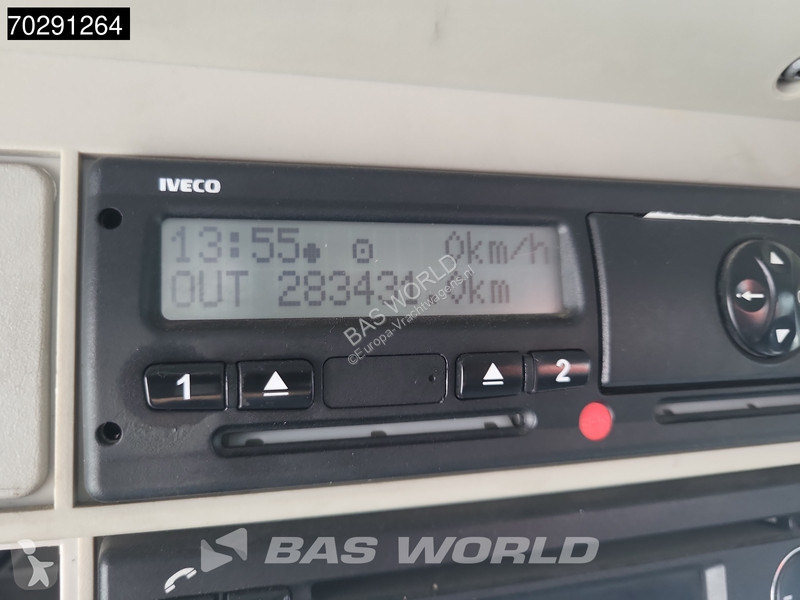 70291264
IVECO
13:55 0km/h
OUT 283431.0km
1 2
BAS WORLD
©Europa-Vrachtwagens.nl
BAS WORLD